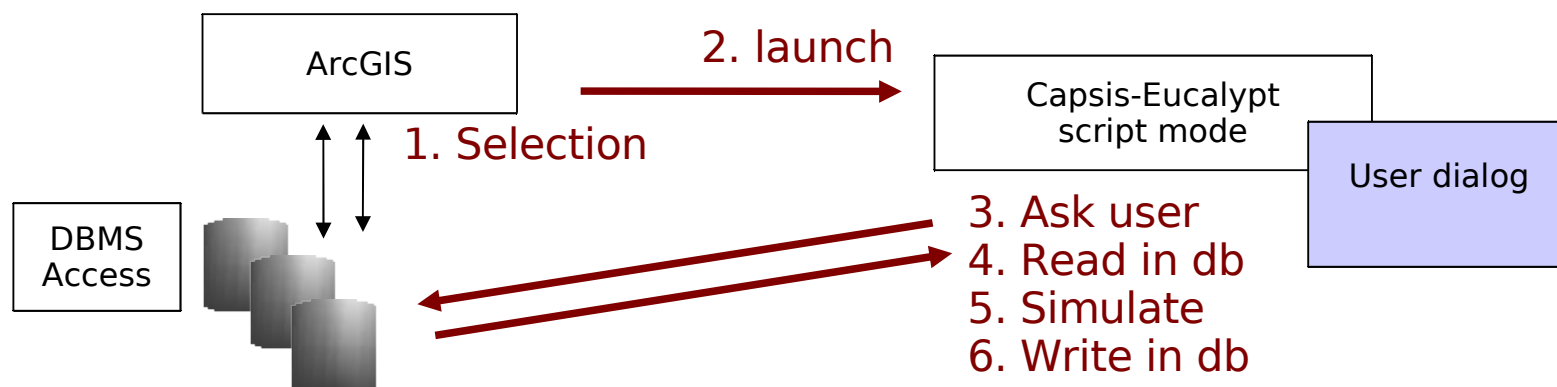 ArcGIS
2. launch
Capsis-Eucalypt
script mode
1. Selection
User dialog
DBMS
Access
3. Ask user
4. Read in db
5. Simulate
6. Write in db